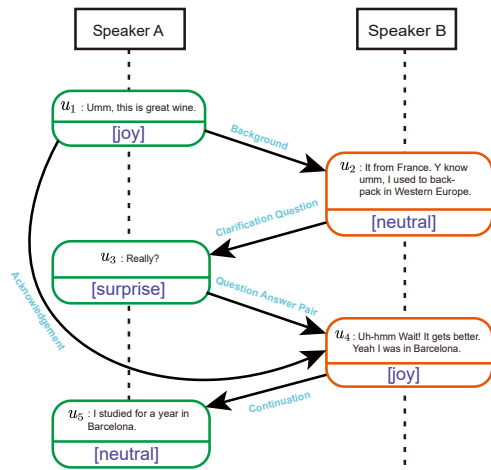 Speaker A
Speaker B
u1 : Umm, this is great wine.
[joy]
Background
u2 : It from France. Y know
umm, I used to back-
pack in Western Europe.
[neutral]
Clarification Question
u3 : Really?
[surprise]
Question Answer Pair
Acknowledgement
u4 : Uh-hmm Wait! It gets better.
Yeah I was in Barcelona.
[joy]
Continuation
u5 : I studied for a year in
Barcelona.
[neutral]